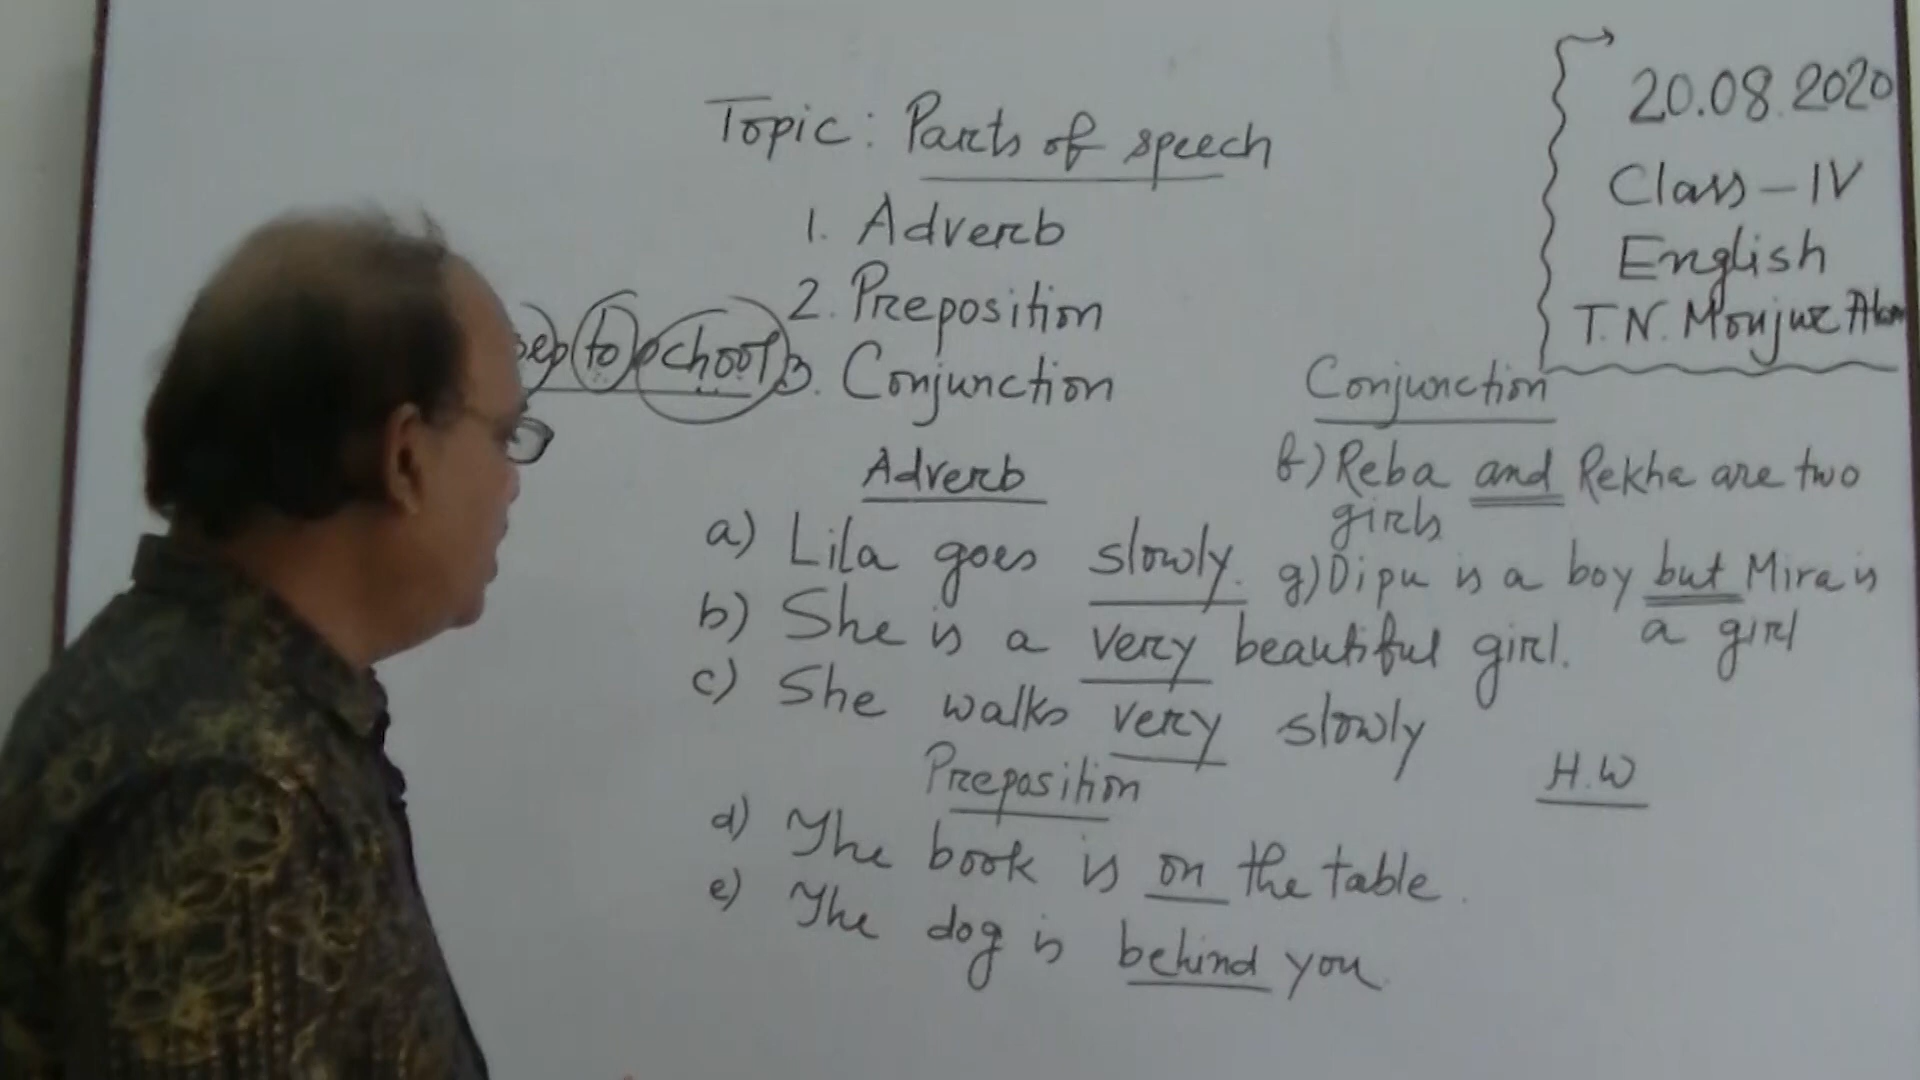 20.08.2020
Class-IV
English
T.N. Monjur Alam
Topic: Parts of speech
1. Adverb
2. Preposition
3. Conjunction
to school
Adverb
a) Lila goes slowly.
b) She is a very beautiful girl.
c) She walks very slowly
Preposition
d) The book is on the table.
e) The dog is behind you.
Conjunction
f) Reba and Rekha are two
girls
g) Dipu is a boy but Mira is
a girl
H.W